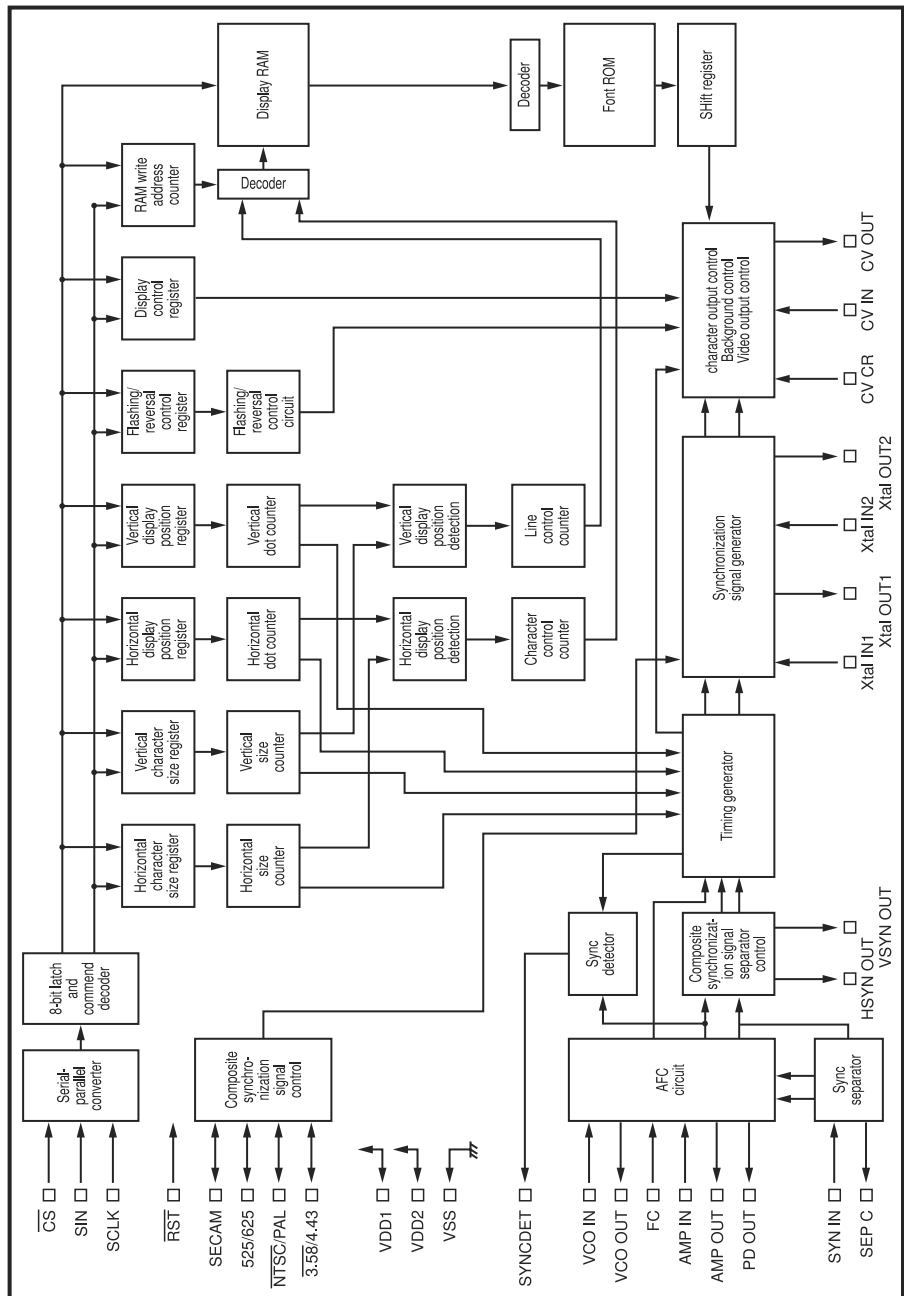 CS
SIN
SCLK
RST
SECAM
525/625
NTSC/PAL
3.58/4.43
VDD1
VDD2
VSS
SYNCDET
VCO IN
VCO OUT
FC
AMP IN
AMP OUT
PD OUT
SYN IN
SEP C
Serial-
parallel
converter
8-bit latch
and
commend
decoder
Composite
synchro-
nization
signal
control
AFC
circuit
Sync
separator
Sync
detector
Composite
synchronizat-
ion signal
separator
control
HSYN OUT
VSYN OUT
Horizontal
character
size register
Horizontal
size
counter
Vertical
character
size register
Vertical
size
counter
Horizontal
display
position
register
Horizontal
dot counter
Horizontal
display
position
detection
Character
control
counter
Vertical
display
position
register
Vertical
dot counter
Vertical
display
position
detection
Line
control
counter
Flashing/
reversal
control
register
Flashing/
reversal
control
circuit
Display
control
register
RAM write
address
counter
Decoder
Display RAM
Decoder
Font ROM
SHift register
Timing generator
Synchronization
signal generator
character output control
Background control
Video output control
Xtal IN1
Xtal OUT1
Xtal IN2
Xtal OUT2
CV CR
CV IN
CV OUT